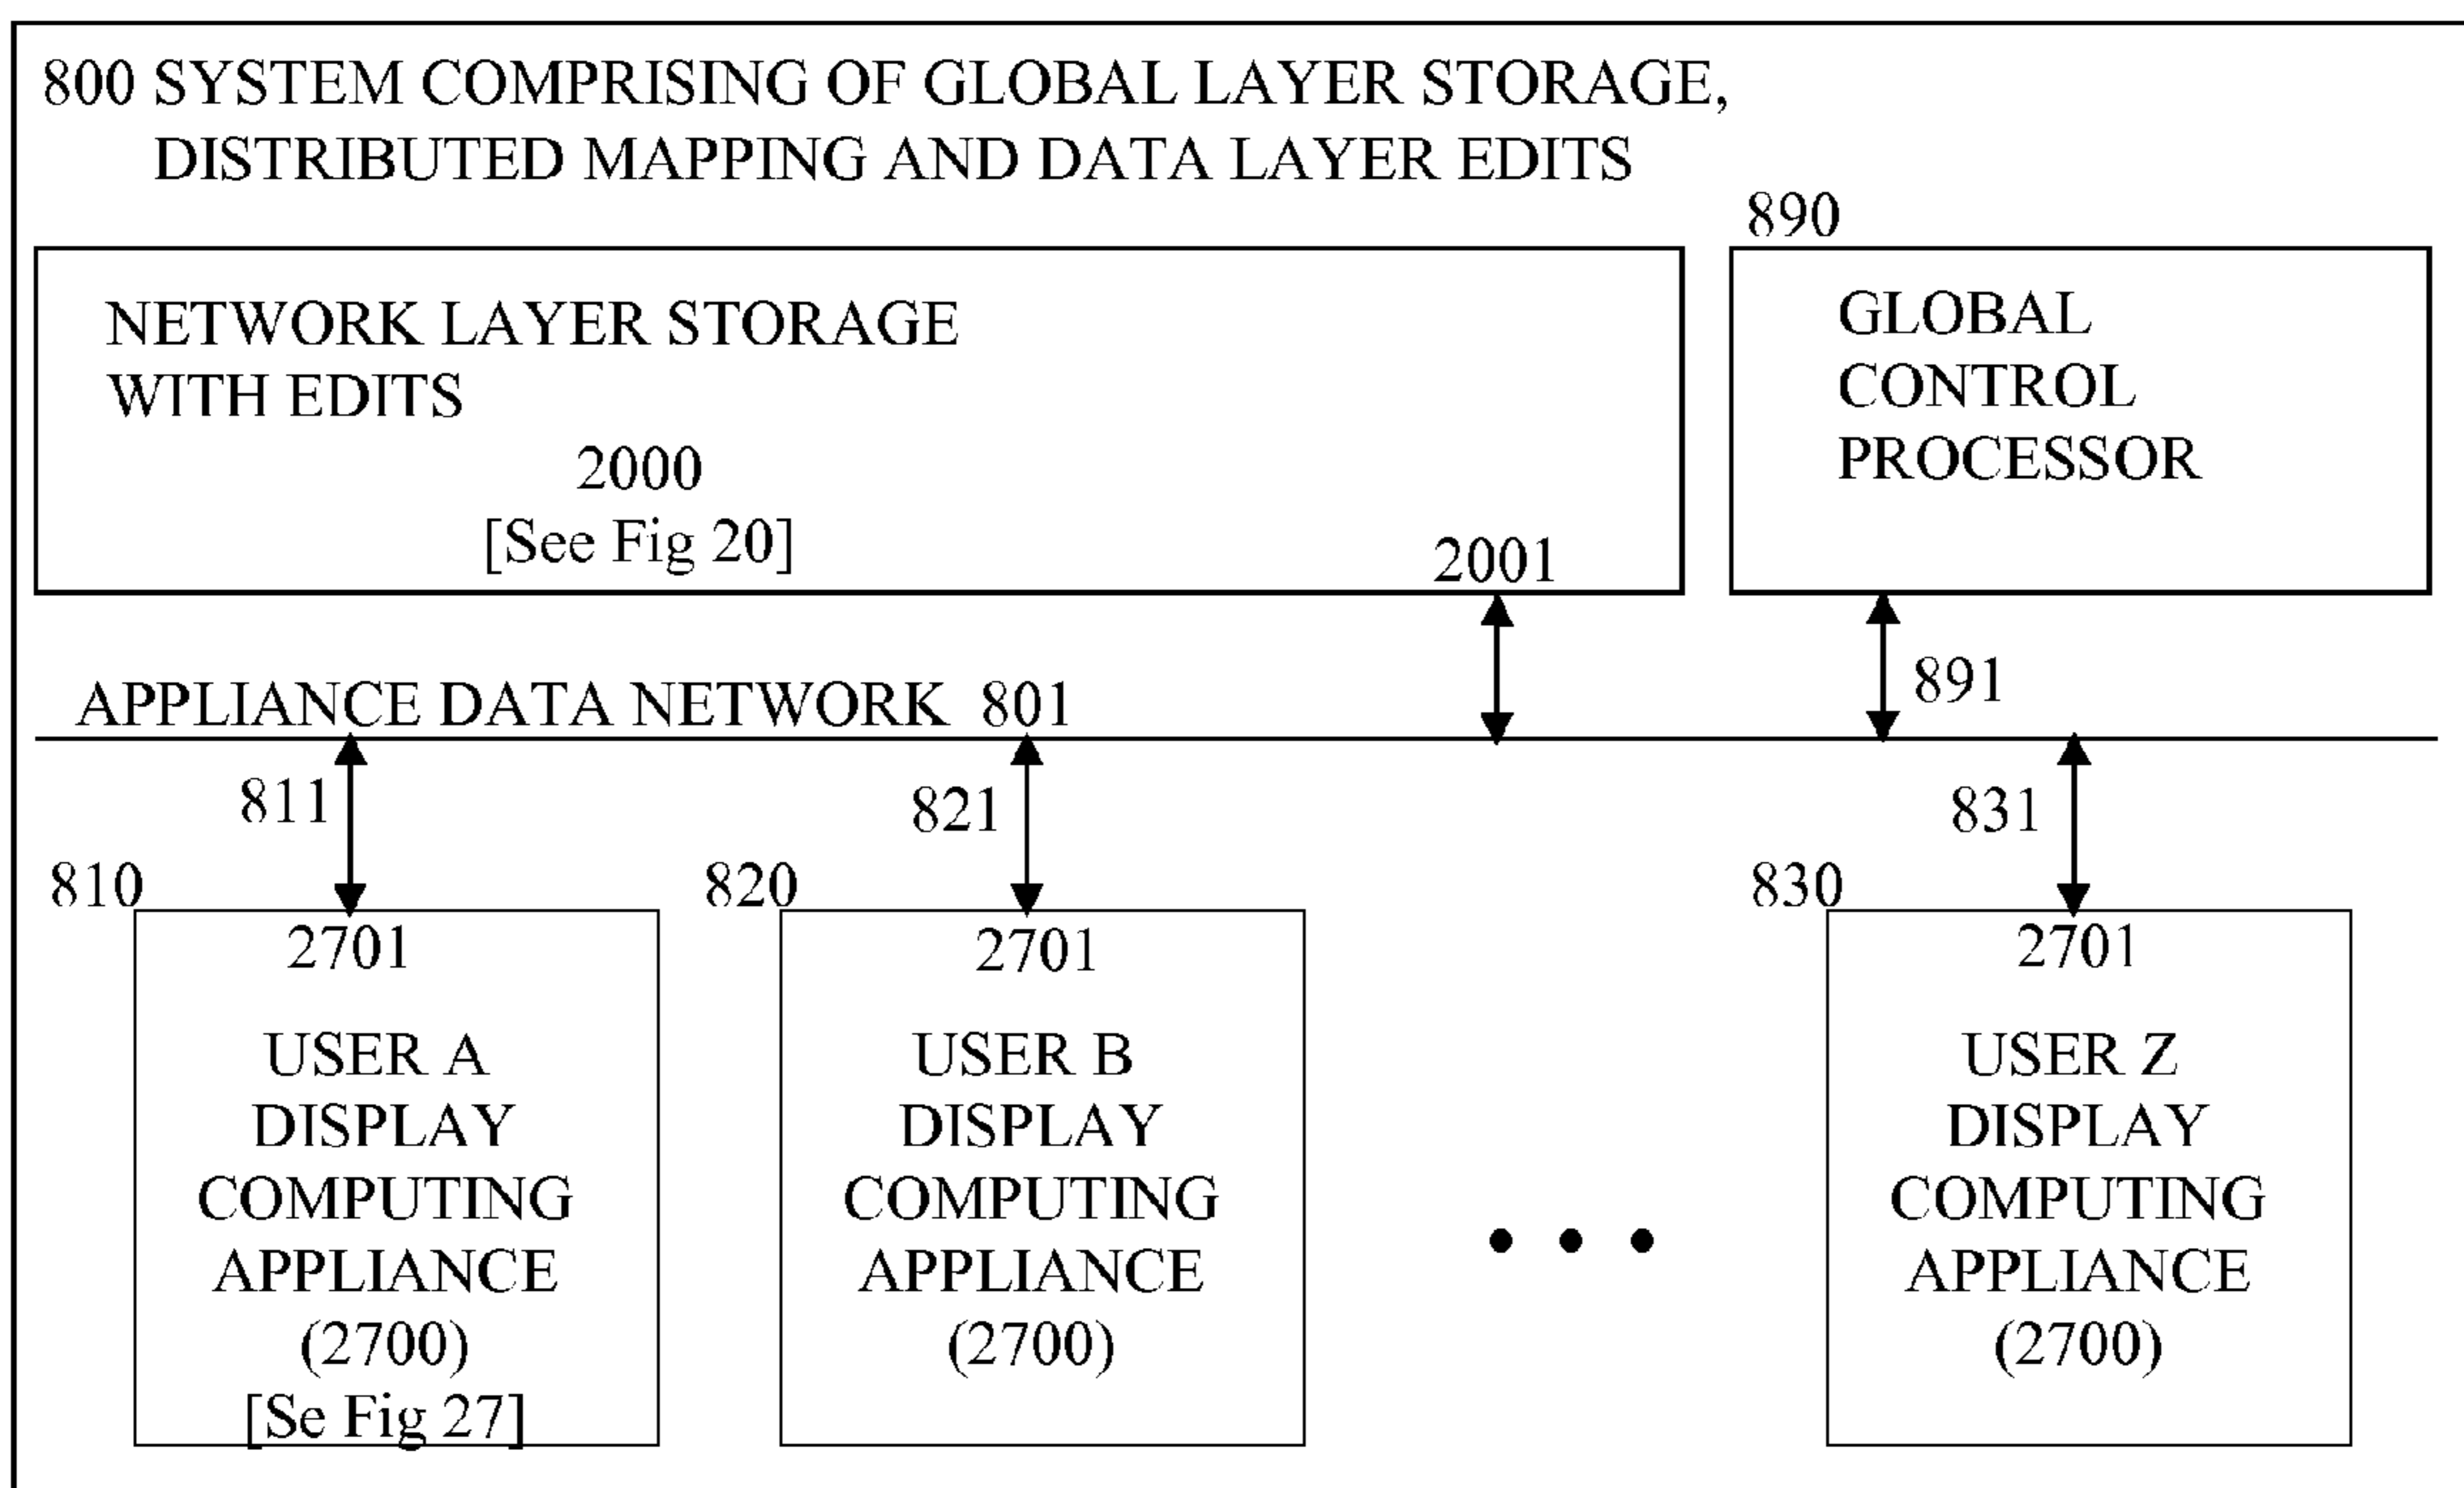 800 SYSTEM COMPRISING OF GLOBAL LAYER STORAGE,
DISTRIBUTED MAPPING AND DATA LAYER EDITS
890
NETWORK LAYER STORAGE
WITH EDITS
2000
[See Fig 20]
2001
GLOBAL
CONTROL
PROCESSOR
891
APPLIANCE DATA NETWORK 801
811
821
831
810
820
830
2701
USER A
DISPLAY
COMPUTING
APPLIANCE
(2700)
[Se Fig 27]
2701
USER B
DISPLAY
COMPUTING
APPLIANCE
(2700)
• • •
2701
USER Z
DISPLAY
COMPUTING
APPLIANCE
(2700)